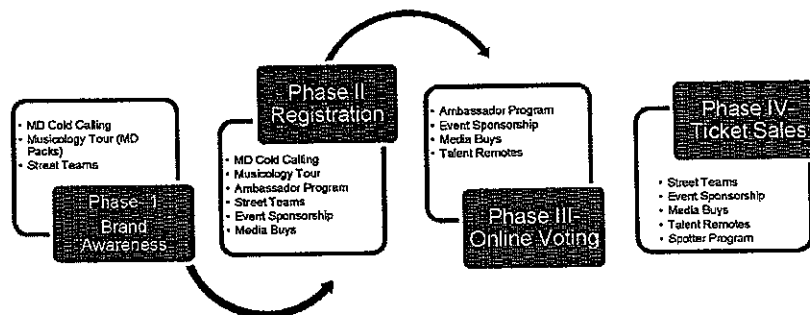 • MD Cold Calling
• Musicology Tour (MD
Packs)
• Street Teams
Phase 1
Brand
Awareness
Phase II
Registration
• MD Cold Calling
• Musicology Tour
• Ambassador Program
• Street Teams
• Event Sponsorship
• Media Buys
• Ambassador Program
• Event Sponsorship
• Media Buys
• Talent Remotes
Phase III-
Online Voting
Phase IV-
Ticket Sales
• Street Teams
• Event Sponsorship
• Media Buys
• Talent Remotes
• Spotter Program